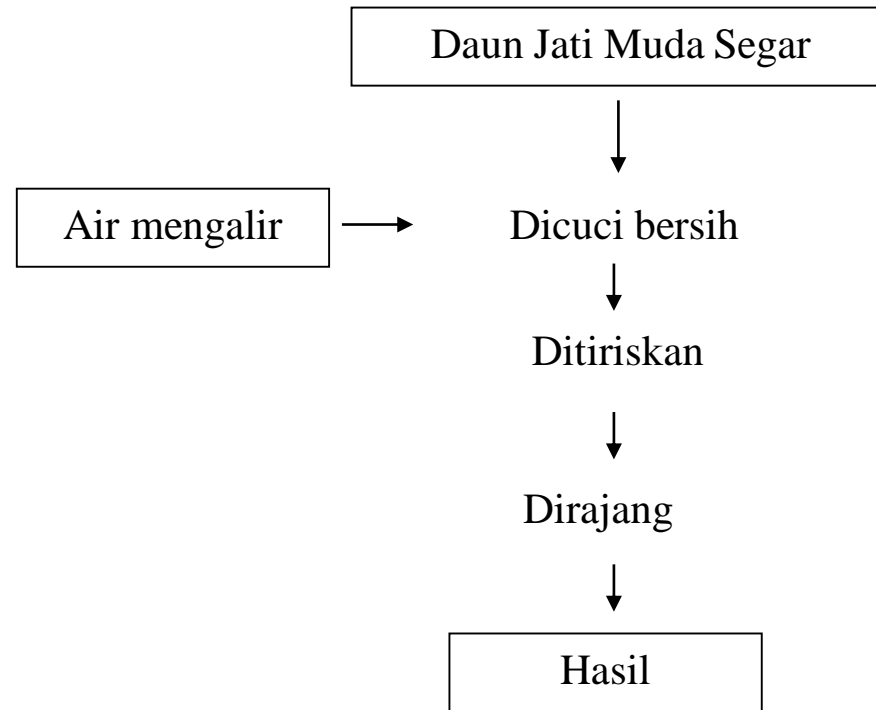 Daun Jati Muda Segar
Air mengalir
Dicuci bersih
Ditiriskan
Dirajang
Hasil